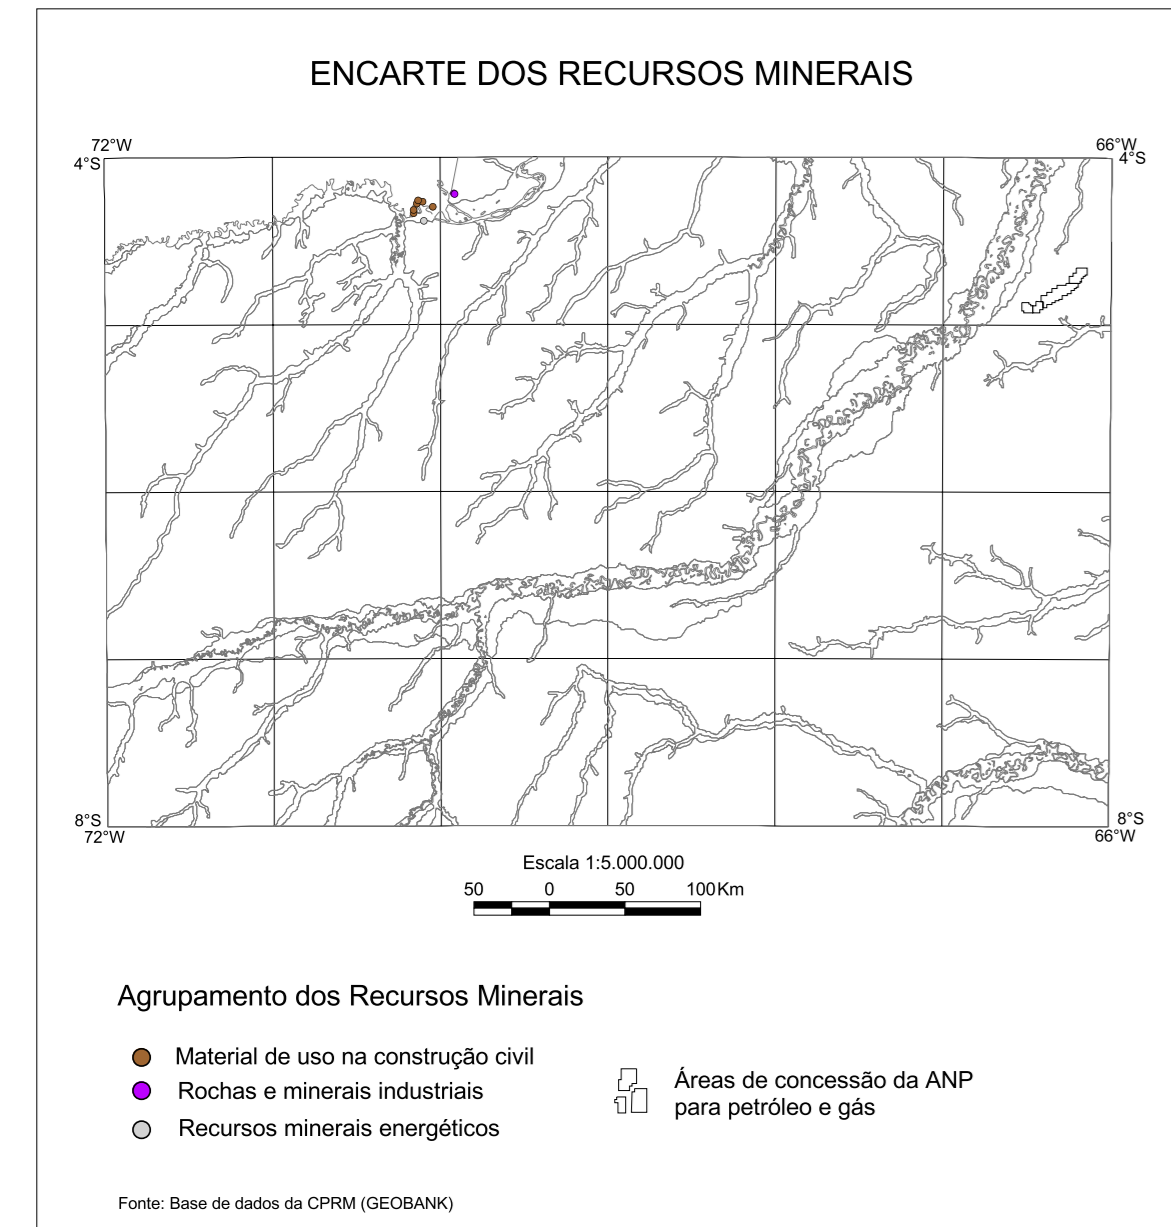 ENCARTE DOS RECURSOS MINERAIS
72°W
66°W
4°S
4°S
8°S
8°S
72°W
66°W
Escala 1:5.000.000
50 0 50 100Km
Agrupamento dos Recursos Minerais
Material de uso na construção civil
Rochas e minerais industriais
Recursos minerais energéticos
Áreas de concessão da ANP
para petróleo e gás
Fonte: Base de dados da CPRM (GEOBANK)